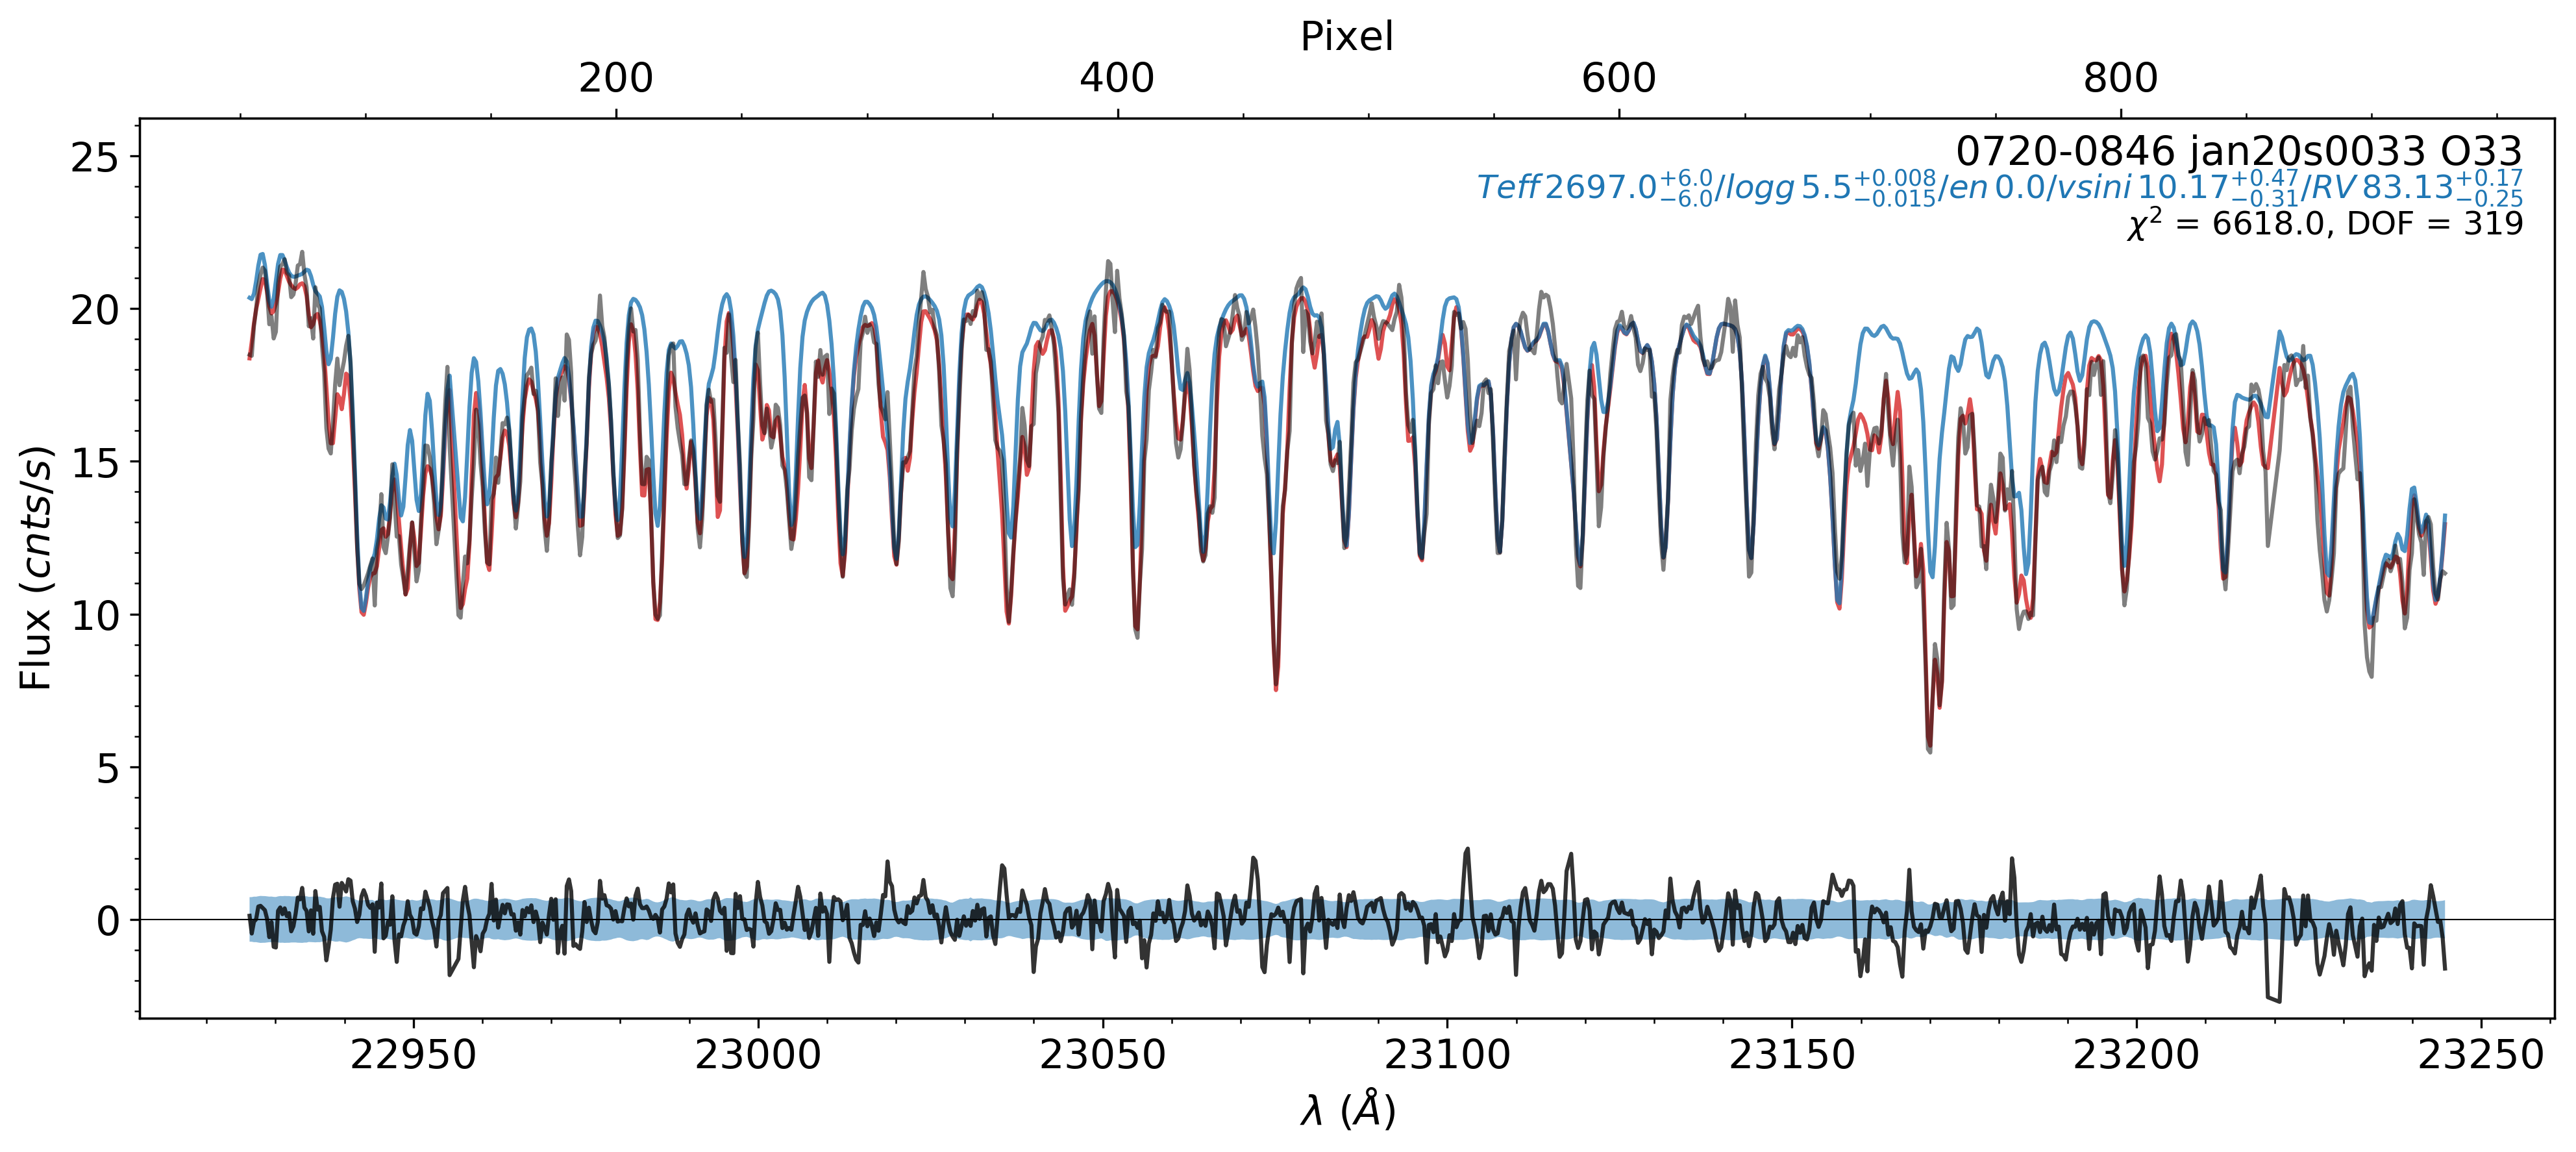 Pixel
200 400 600 800
0720-0846 jan20s0033 O33
Teff 2697.0 +6.0 −6.0 /logg 5.5 +0.008 −0.015 /en 0.0/vsini 10.17 +0.47 −0.31 /RV 83.13 +0.17 −0.25
χ² = 6618.0, DOF = 319
25
20
15
10
5
0
Flux (cnts/s)
22950 23000 23050 23100 23150 23200 23250
λ (Å)